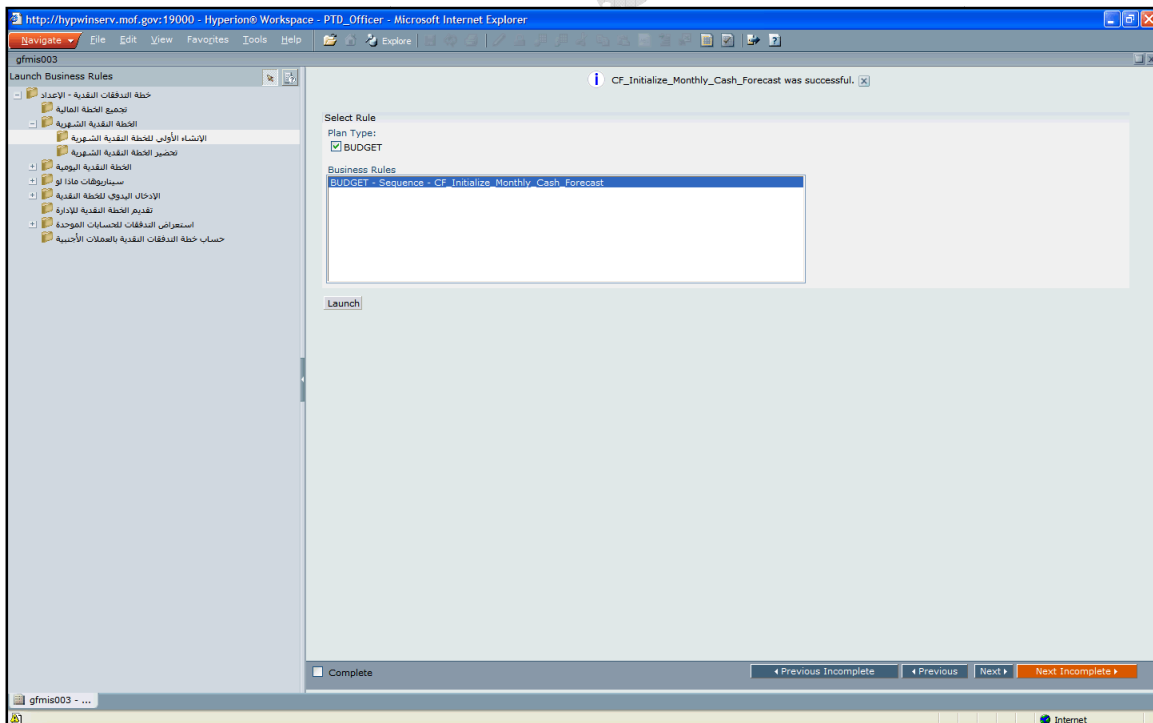 http://hypwinserv.mof.gov:19000 - Hyperion® Workspace - PTD_Officer - Microsoft Internet Explorer
Navigate File Edit View Favorites Tools Help Explore
gfmis003
Launch Business Rules
خطة التدفقات النقدية - الإعداد
تجميع الخطة المالية
الخطة النقدية الشهرية
الإنشاء الأولي للخطة النقدية الشهرية
تحضير الخطة النقدية الشهرية
الخطة النقدية اليومية
سيناريوهات ماذا لو
الإدخال اليدوي للخطة النقدية
تقديم الخطة النقدية للإدارة
استعراض التدفقات للحسابات الموحدة
حساب خطة التدفقات النقدية بالعملات الأجنبية
CF_Initialize_Monthly_Cash_Forecast was successful.
Select Rule
Plan Type:
BUDGET
Business Rules
BUDGET - Sequence - CF_Initialize_Monthly_Cash_Forecast
Launch
Complete
Previous Incomplete Previous Next Next Incomplete
gfmis003 - ...
Internet